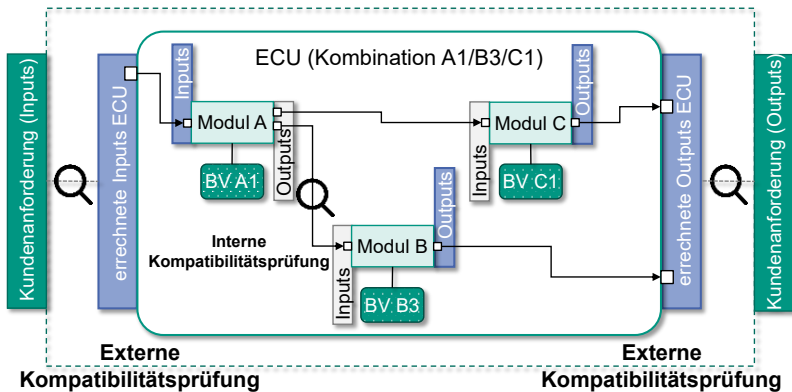 Kundenanforderung (Inputs)
errechnete Inputs ECU
ECU (Kombination A1/B3/C1)
Inputs
Modul A
Outputs
BV A1
Inputs
Modul C
Outputs
BV C1
Interne
Kompatibilitätsprüfung
Inputs
Modul B
Outputs
BV B3
errechnete Outputs ECU
Kundenanforderung (Outputs)
Externe
Kompatibilitätsprüfung
Externe
Kompatibilitätsprüfung